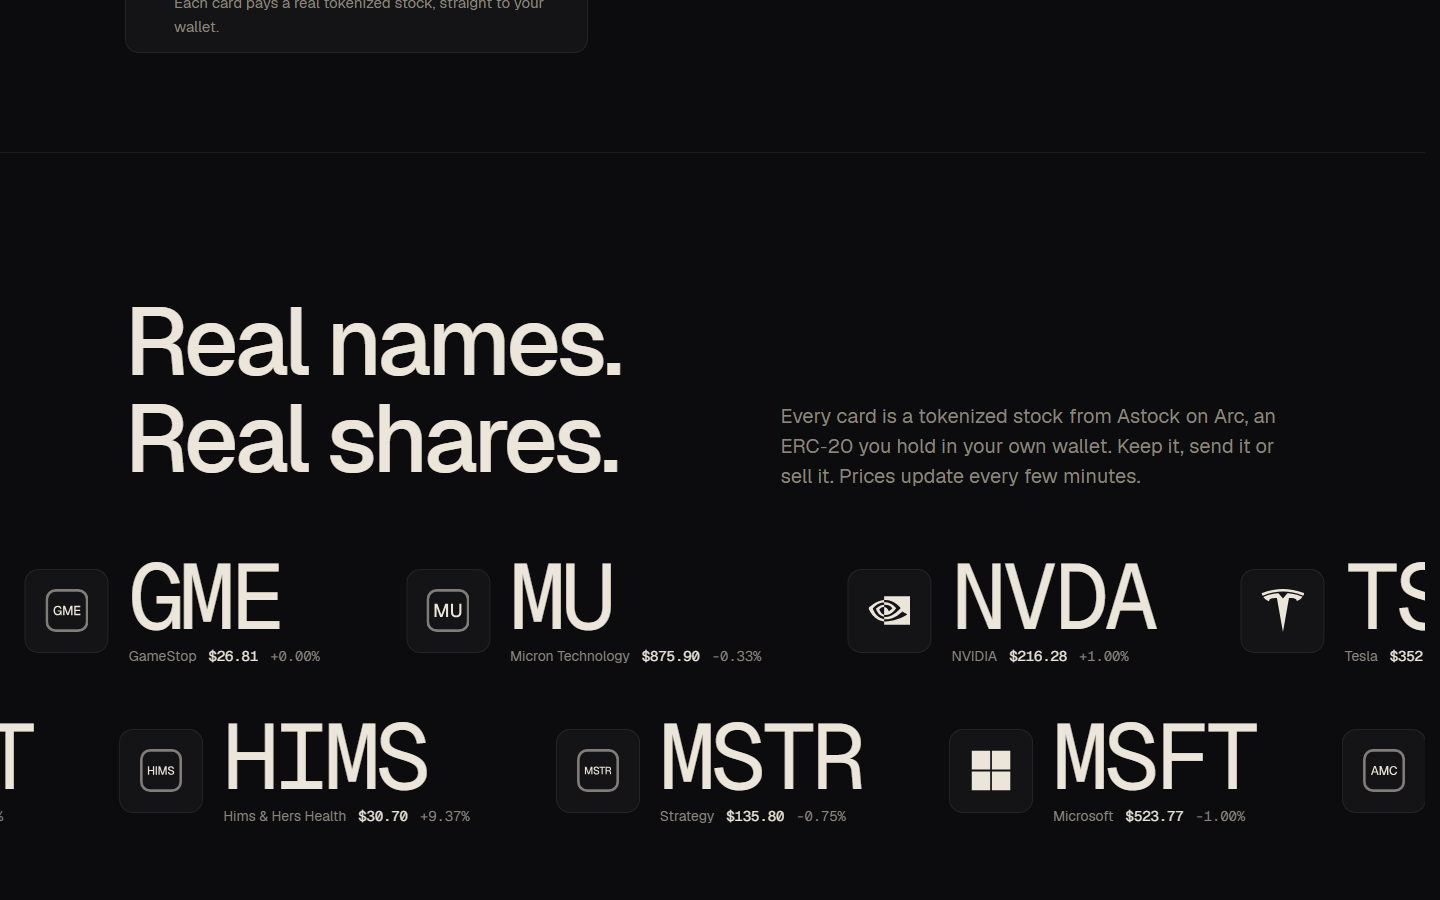 Each card pays a real tokenized stock, straight to your
wallet.
Real names.
Real shares.
Every card is a tokenized stock from Astock on Arc, an
ERC-20 you hold in your own wallet. Keep it, send it or
sell it. Prices update every few minutes.
GME GME
GameStop $26.81 +0.00%
MU MU
Micron Technology $875.90 -0.33%
NVDA
NVIDIA $216.28 +1.00%
TS
Tesla $352
T
%
HIMS HIMS
Hims & Hers Health $30.70 +9.37%
MSTR MSTR
Strategy $135.80 -0.75%
MSFT
Microsoft $523.77 -1.00%
AMC